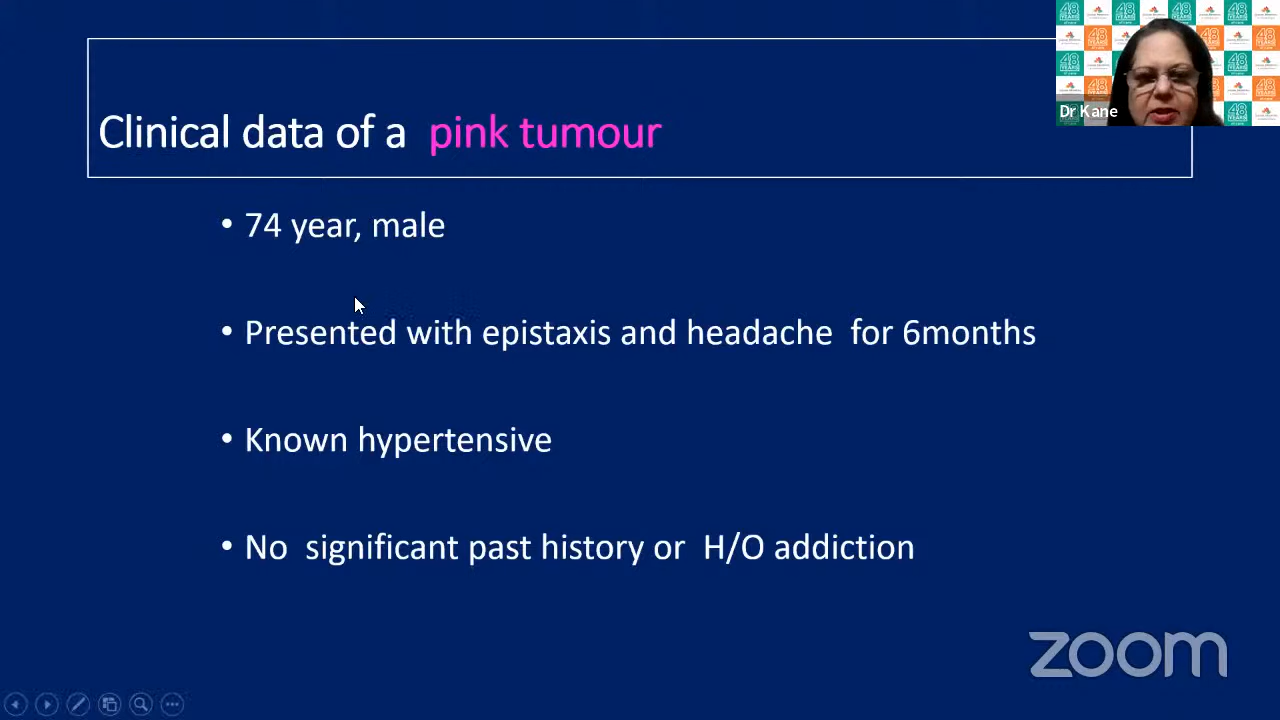 Clinical data of a pink tumour
Dr Kane
• 74 year, male
• Presented with epistaxis and headache for 6months
• Known hypertensive
• No significant past history or H/O addiction
zoom